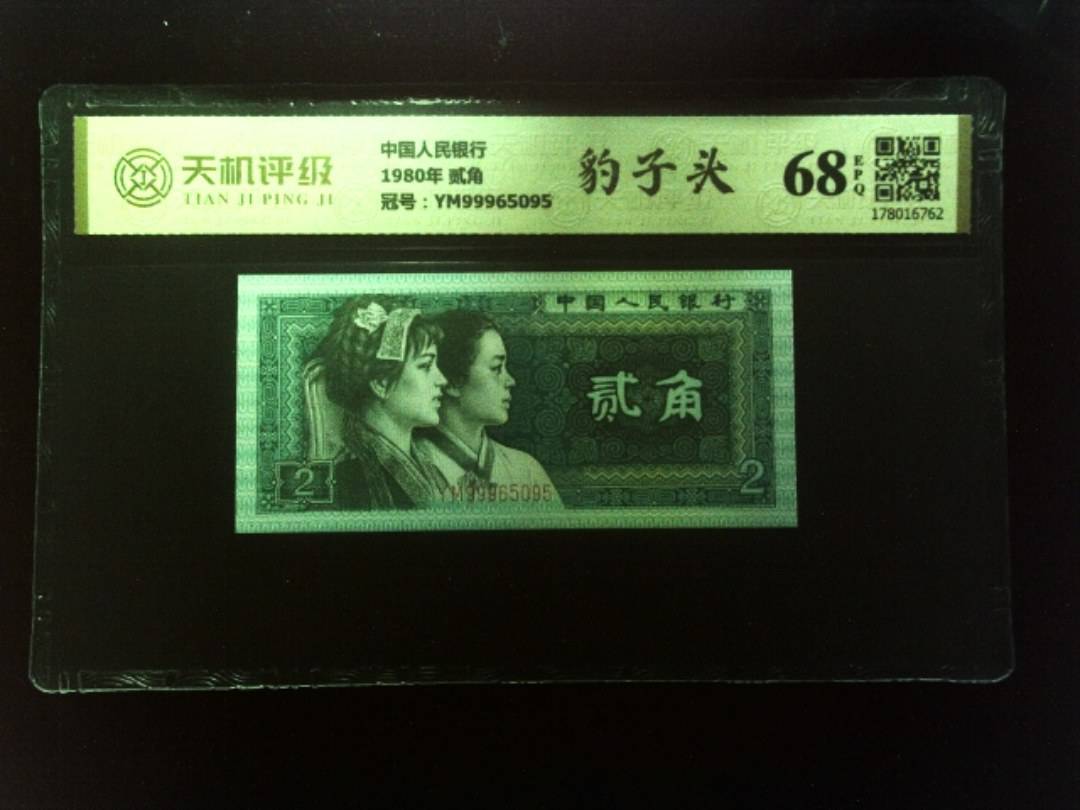 天机评级
TIAN JI PING JI
中国人民银行
1980年 贰角
冠号：YM99965095
豹子头
68
EPQ
178016762
中国人民银行
贰角
2
2
YM99965095